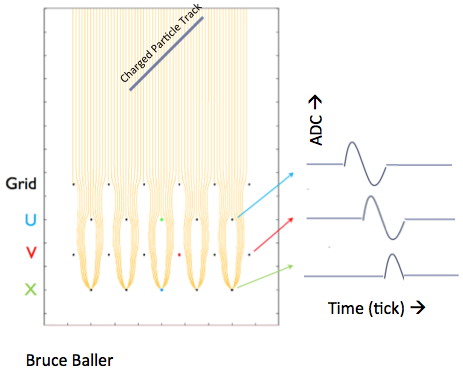 Charged Particle Track
ADC →
Grid
U
V
X
Time (tick) →
Bruce Baller